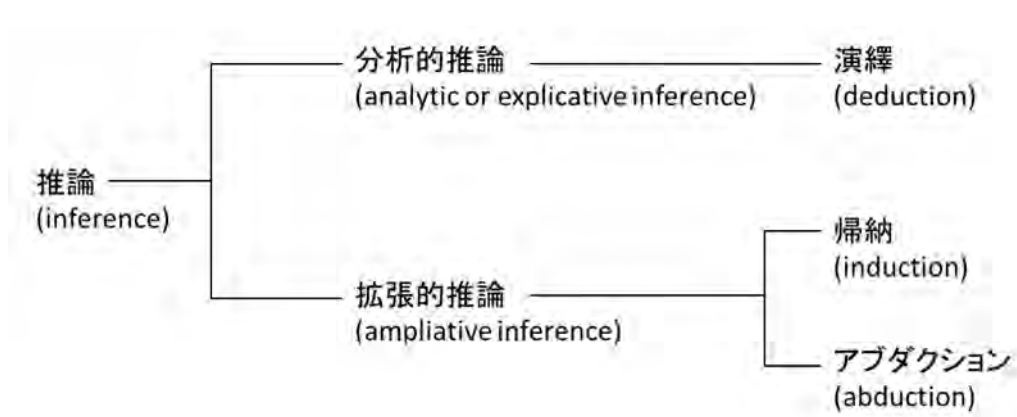 推論
(inference)
分析的推論
(analytic or explicative inference)
演繹
(deduction)
拡張的推論
(ampliative inference)
帰納
(induction)
アブダクション
(abduction)